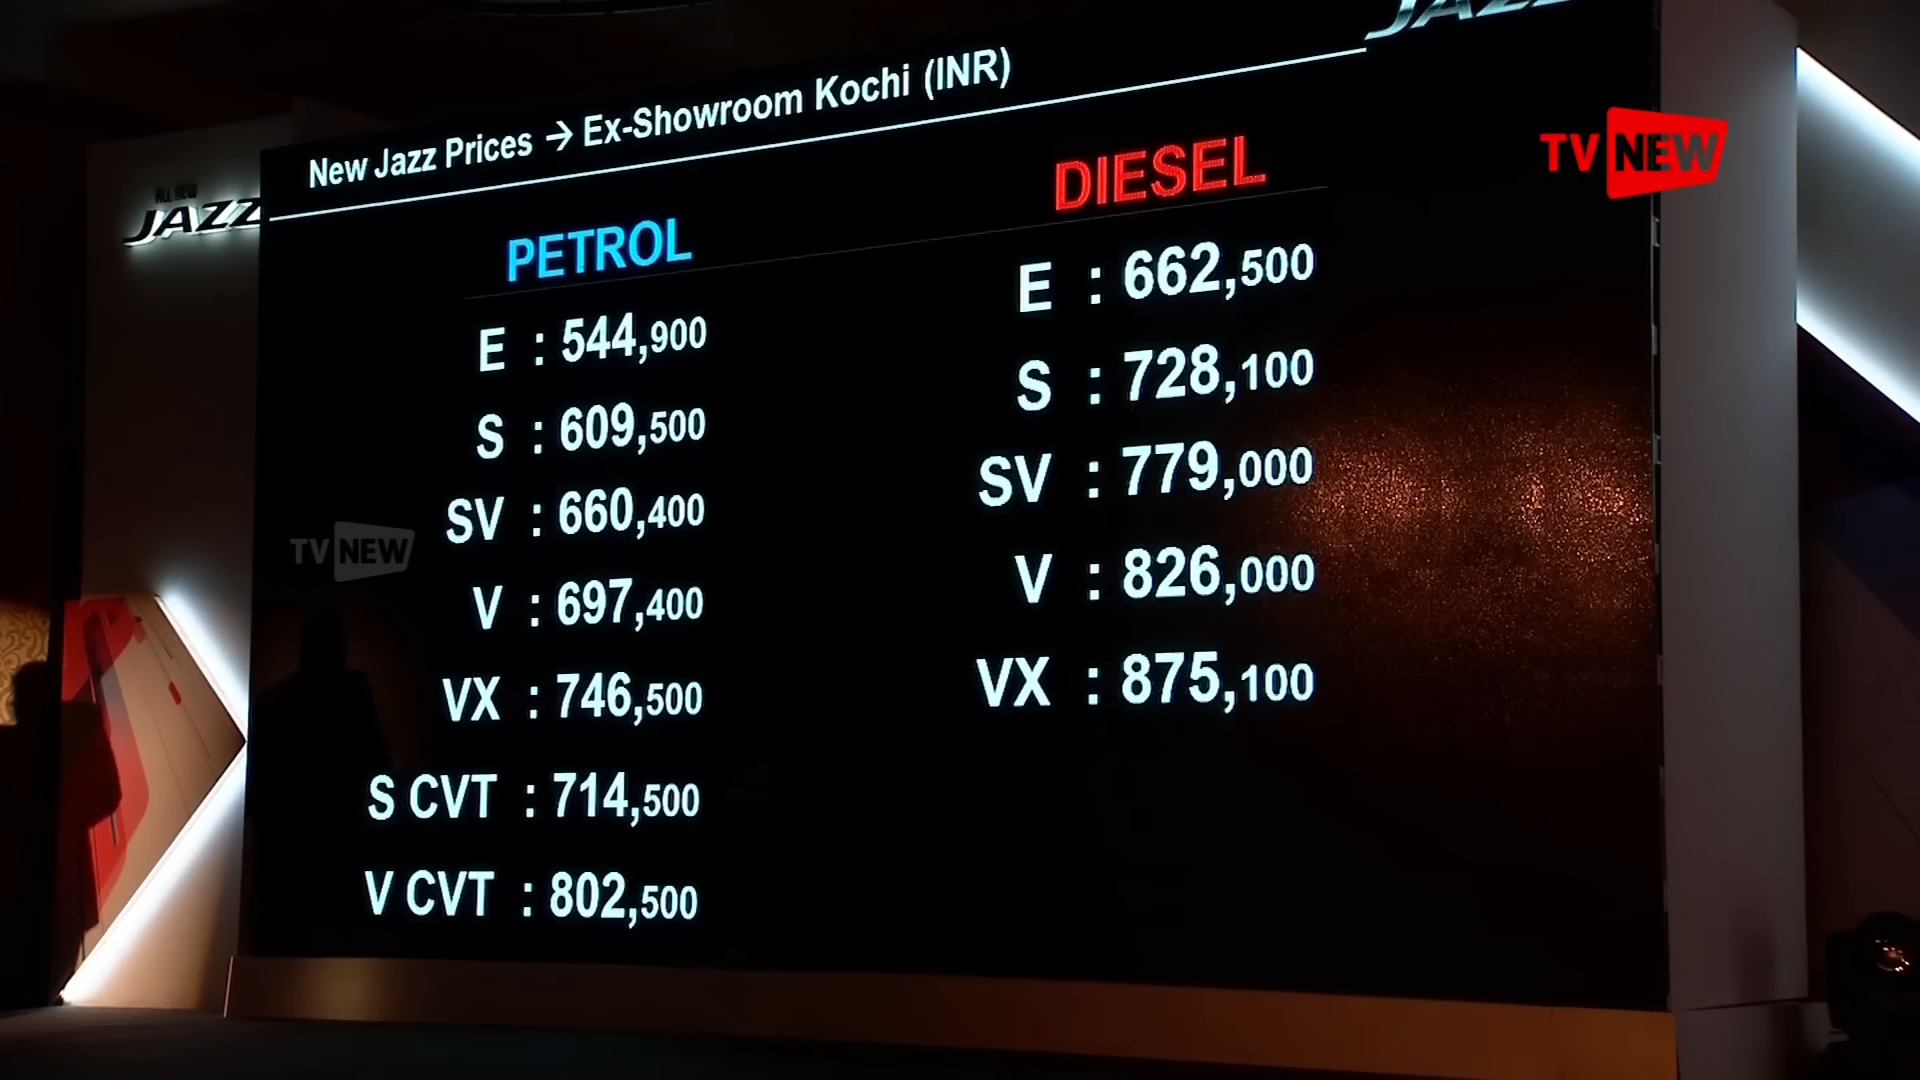 JAZZ
New Jazz Prices → Ex-Showroom Kochi (INR)
TV NEW
ALL NEW
JAZZ
PETROL
E : 544,900
S : 609,500
SV : 660,400
V : 697,400
VX : 746,500
S CVT : 714,500
V CVT : 802,500
DIESEL
E : 662,500
S : 728,100
SV : 779,000
V : 826,000
VX : 875,100
TV NEW